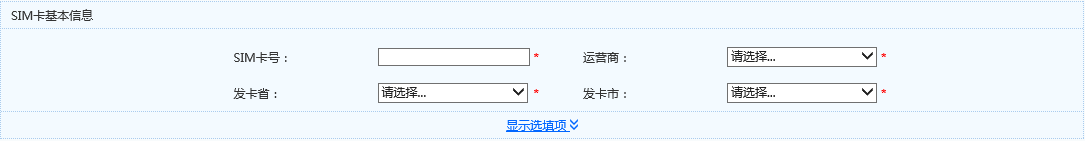 SIM卡基本信息
SIM卡号： * 运营商： 请选择... *
发卡省： 请选择... * 发卡市： 请选择... *
显示选填项